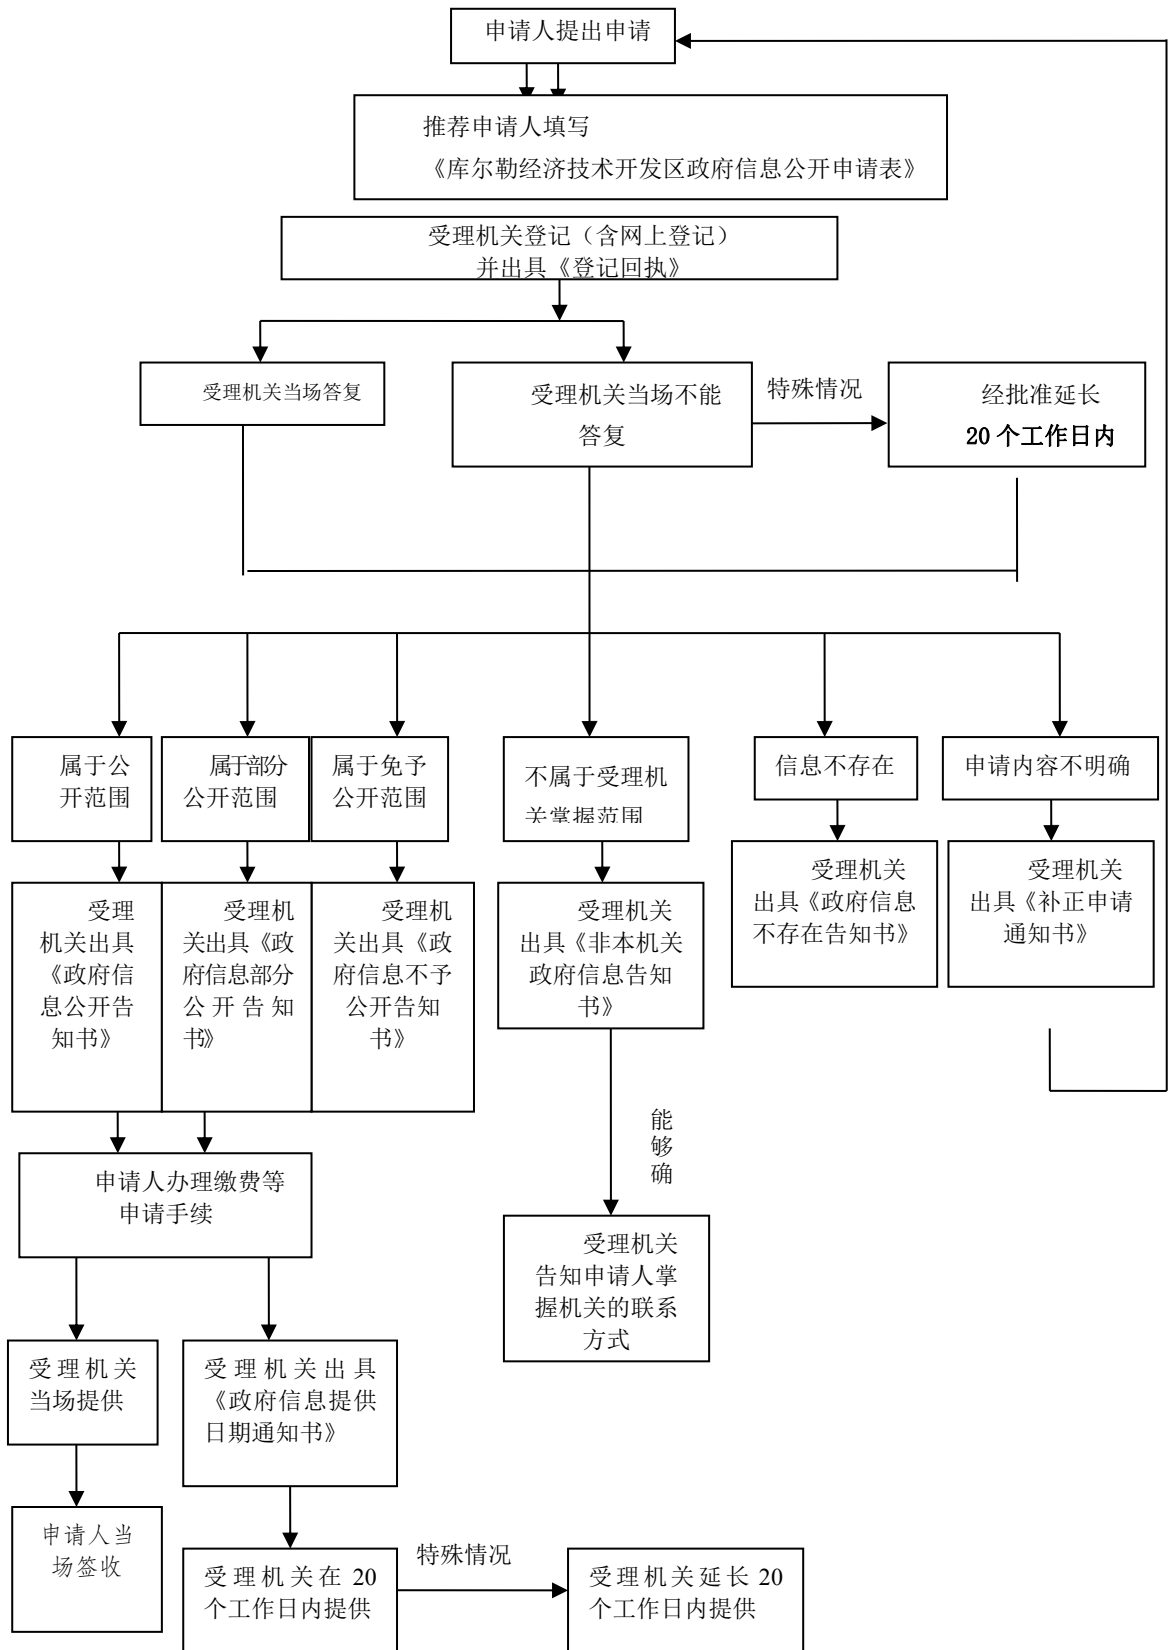 申请人提出申请
推荐申请人填写
《库尔勒经济技术开发区政府信息公开申请表》
受理机关登记（含网上登记）
并出具《登记回执》
受理机关当场答复
受理机关当场不能
答复
特殊情况
经批准延长
20 个工作日内
属于公
开范围
属于部分
公开范围
属于免予
公开范围
不属于受理机
关掌握范围
信息不存在
申请内容不明确
受理
机关出具
《政府信
息公开告
知书》
受理机
关出具《政
府信息部分
公开告知
书》
受理机
关出具《政
府信息不予
公开告知
书》
受理机关
出具《非本机关
政府信息告知
书》
受理机关
出具《政府信息
不存在告知书》
受理机关
出具《补正申请
通知书》
能
够
确
申请人办理缴费等
申请手续
受理机关
告知申请人掌
握机关的联系
方式
受理机关
当场提供
受理机关出具
《政府信息提供
日期通知书》
申请人当
场签收
受理机关在 20
个工作日内提供
特殊情况
受理机关延长 20
个工作日内提供